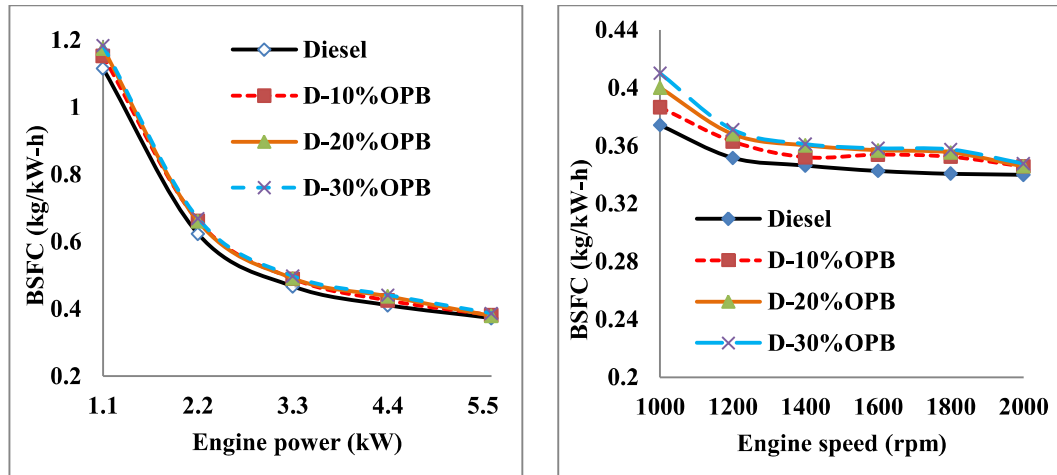 BSFC (kg/kW-h)
1.2
1
0.8
0.6
0.4
0.2
Diesel
D-10%OPB
D-20%OPB
D-30%OPB
1.1 2.2 3.3 4.4 5.5
Engine power (kW)
BSFC (kg/kW-h)
0.44
0.4
0.36
0.32
0.28
0.24
0.2
Diesel
D-10%OPB
D-20%OPB
D-30%OPB
1000 1200 1400 1600 1800 2000
Engine speed (rpm)